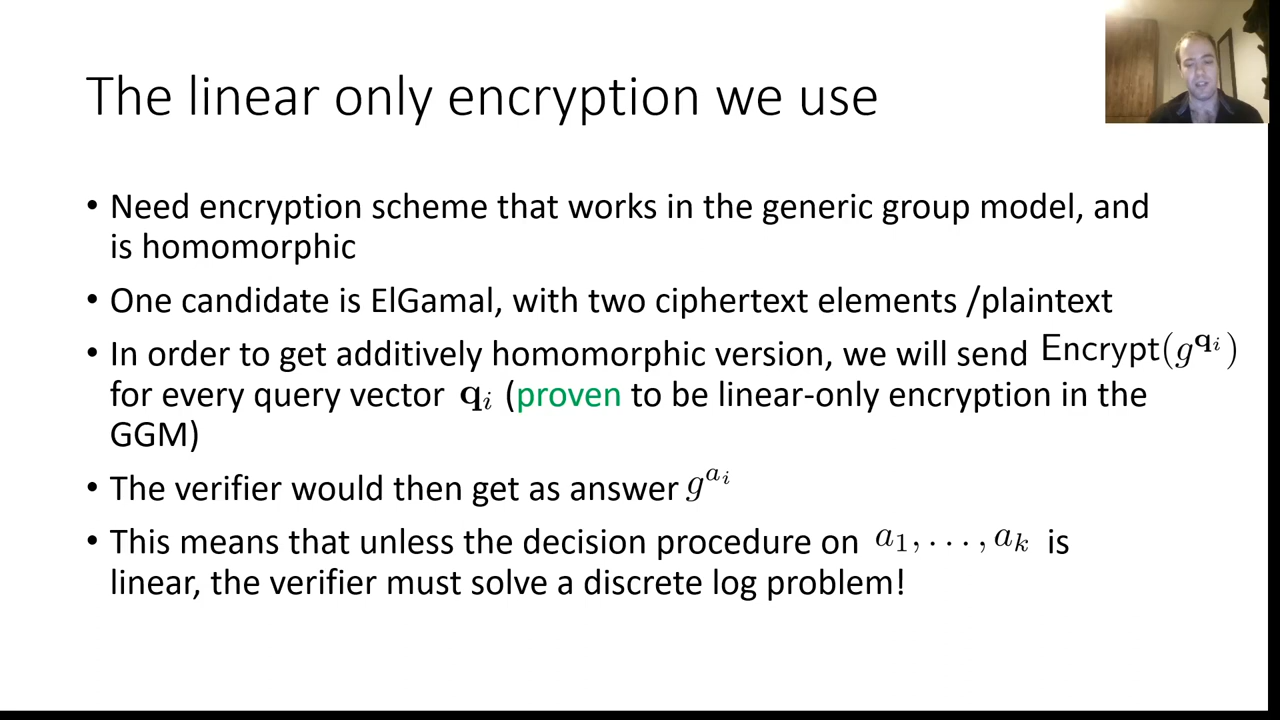 The linear only encryption we use
• Need encryption scheme that works in the generic group model, and
is homomorphic
• One candidate is ElGamal, with two ciphertext elements /plaintext
• In order to get additively homomorphic version, we will send Encrypt(g^{𝐪_i})
for every query vector 𝐪_i (proven to be linear-only encryption in the
GGM)
• The verifier would then get as answer g^{a_i}
• This means that unless the decision procedure on a_1, . . . , a_k is
linear, the verifier must solve a discrete log problem!